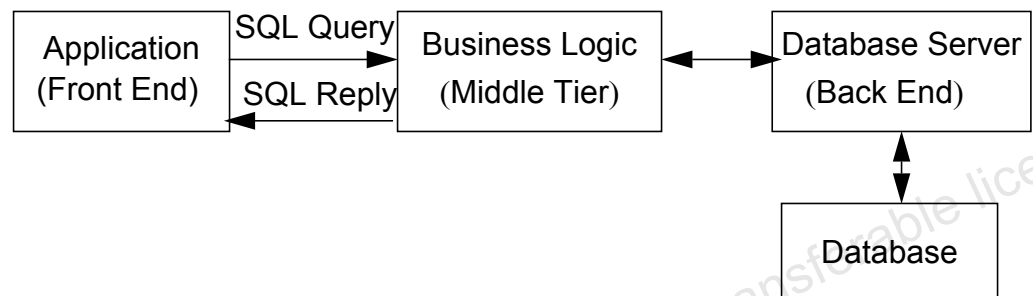 Application
(Front End)
SQL Query
SQL Reply
Business Logic
(Middle Tier)
Database Server
(Back End)
Database